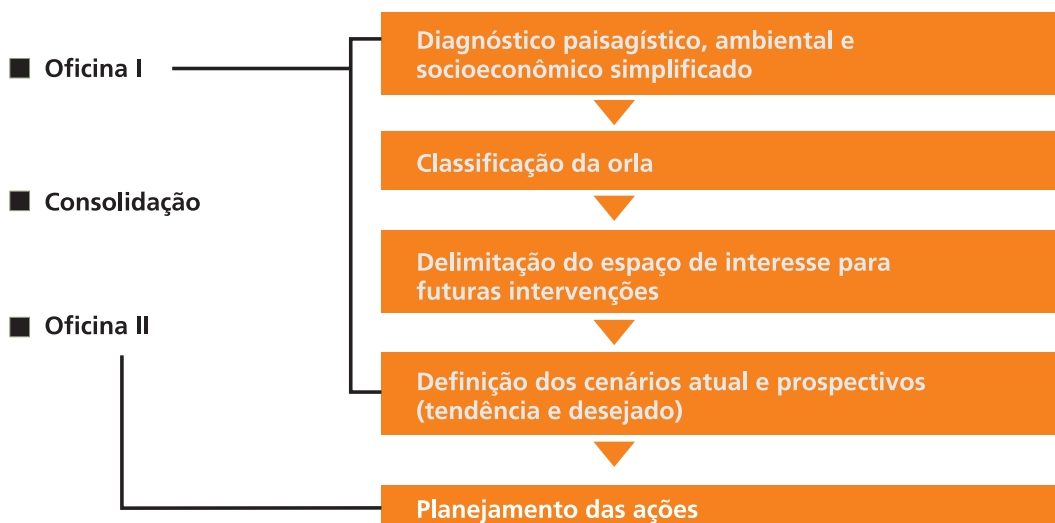 Oficina I
Consolidação
Oficina II
Diagnóstico paisagístico, ambiental e
socioeconômico simplificado
Classificação da orla
Delimitação do espaço de interesse para
futuras intervenções
Definição dos cenários atual e prospectivos
(tendência e desejado)
Planejamento das ações